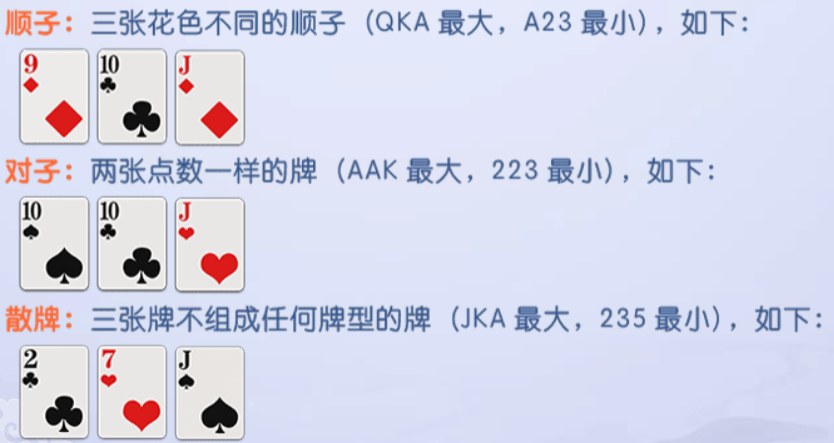 顺子：三张花色不同的顺子（QKA 最大，A23 最小），如下：
9 10 J
对子：两张点数一样的牌（AAK 最大，223 最小），如下：
10 10 J
散牌：三张牌不组成任何牌型的牌（JKA 最大，235 最小），如下：
2 7 J